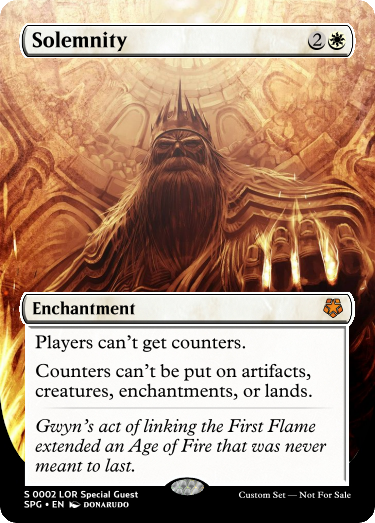 Solemnity 2
Enchantment
Players can't get counters.
Counters can't be put on artifacts,
creatures, enchantments, or lands.
Gwyn's act of linking the First Flame
extended an Age of Fire that was never
meant to last.
S 0002 LOR Special Guest
SPG • EN DONARUDO
Custom Set — Not For Sale